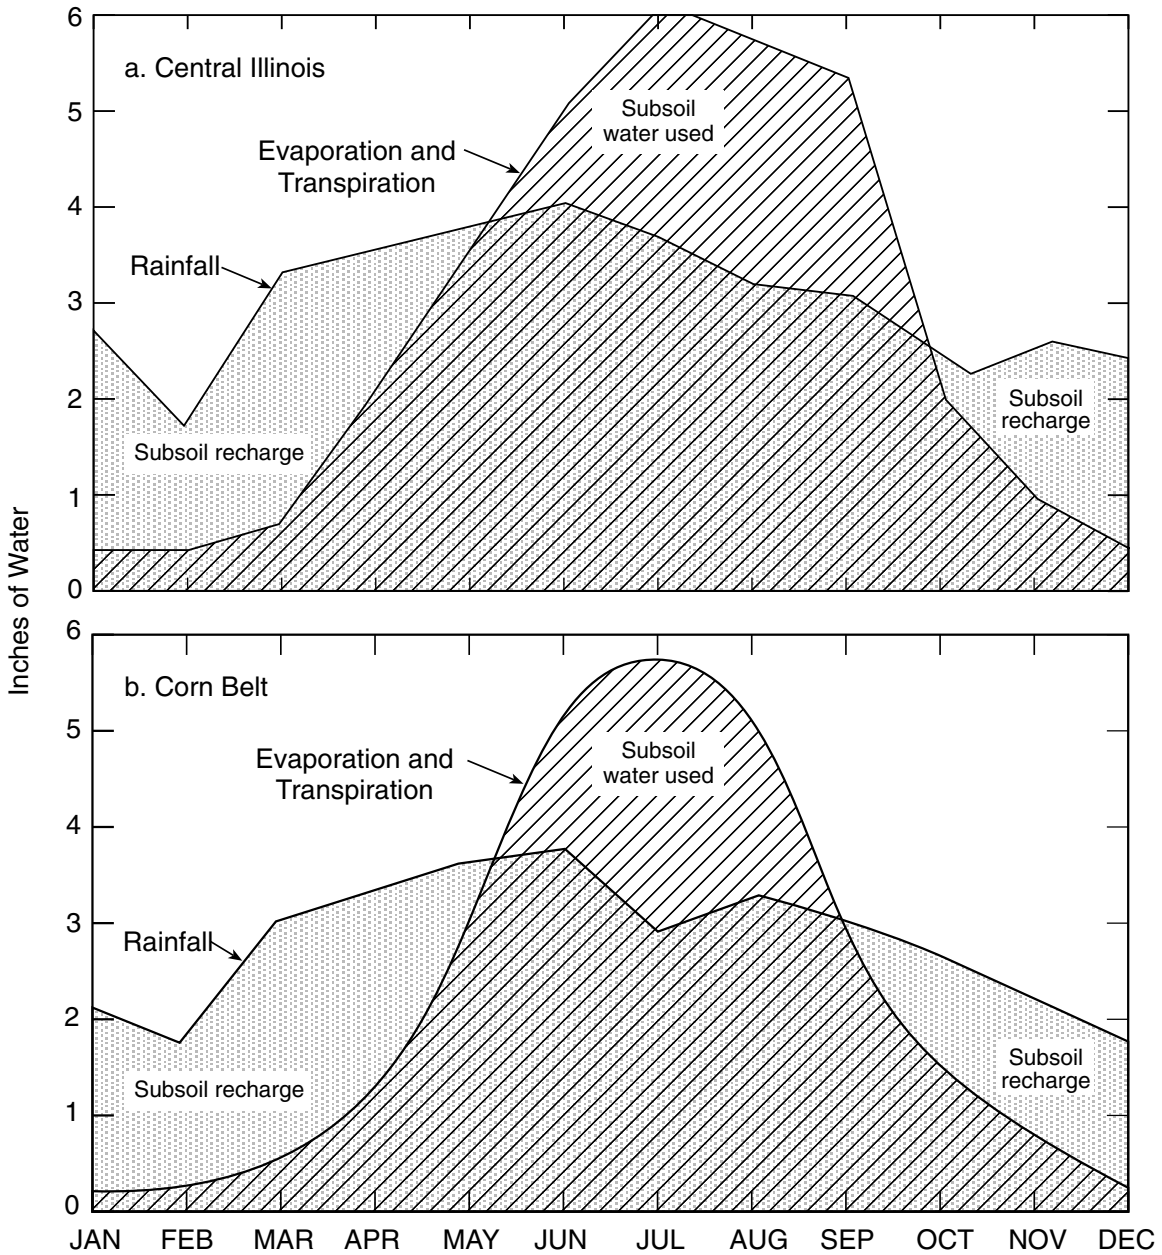 6
a. Central Illinois
5
Subsoil
water used
Evaporation and
Transpiration
4
Rainfall
3
2
Subsoil
recharge
Subsoil recharge
1
0
Inches of Water
6
b. Corn Belt
5
Subsoil
water used
Evaporation and
Transpiration
4
3
Rainfall
2
Subsoil
recharge
Subsoil recharge
1
0
JAN FEB MAR APR MAY JUN JUL AUG SEP OCT NOV DEC